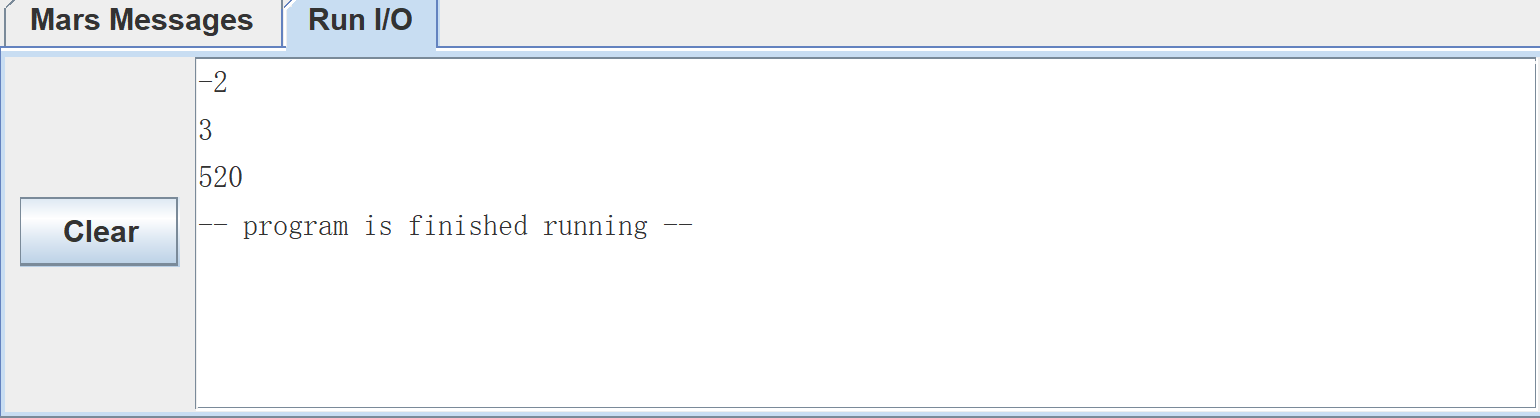 Mars Messages Run I/O
-2
3
520
Clear
-- program is finished running --